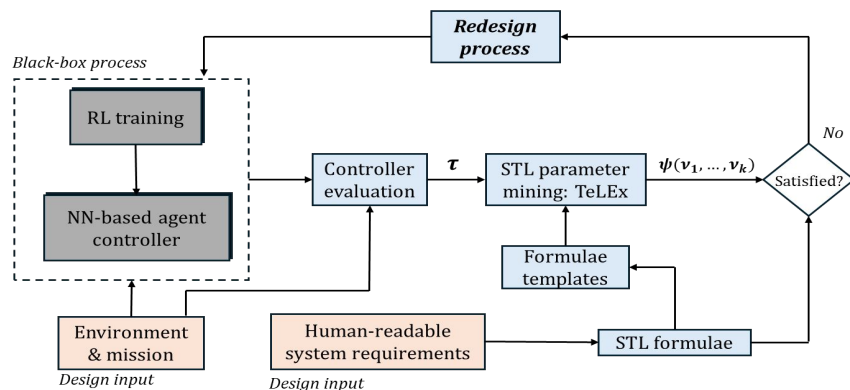 Redesign
process
Black-box process
RL training
NN-based agent
controller
Controller
evaluation
τ
STL parameter
mining: TeLEx
ψ(ν₁, … , νₖ)
Satisfied?
No
Formulae
templates
Environment
& mission
Design input
Human-readable
system requirements
Design input
STL formulae